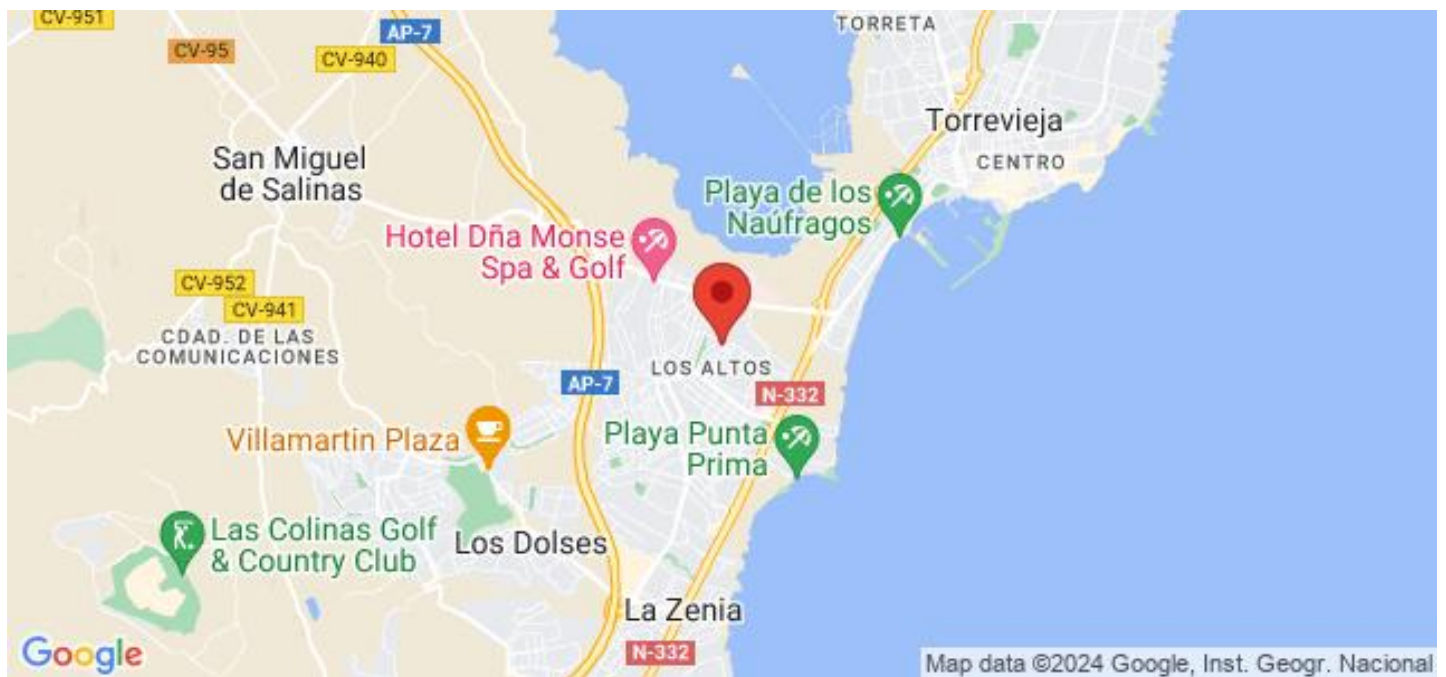 CV-951
TORRETA
AP-7
CV-95
CV-940
Torrevieja
San Miguel
de Salinas
CENTRO
Playa de los
Naúfragos
Hotel Dña Monse
Spa & Golf
CV-952
CV-941
CDAD. DE LAS
COMUNICACIONES
LOS ALTOS
AP-7
N-332
Villamartin Plaza
Playa Punta
Prima
Las Colinas Golf
& Country Club
Los Dolses
La Zenia
N-332
Google
Map data ©2024 Google, Inst. Geogr. Nacional